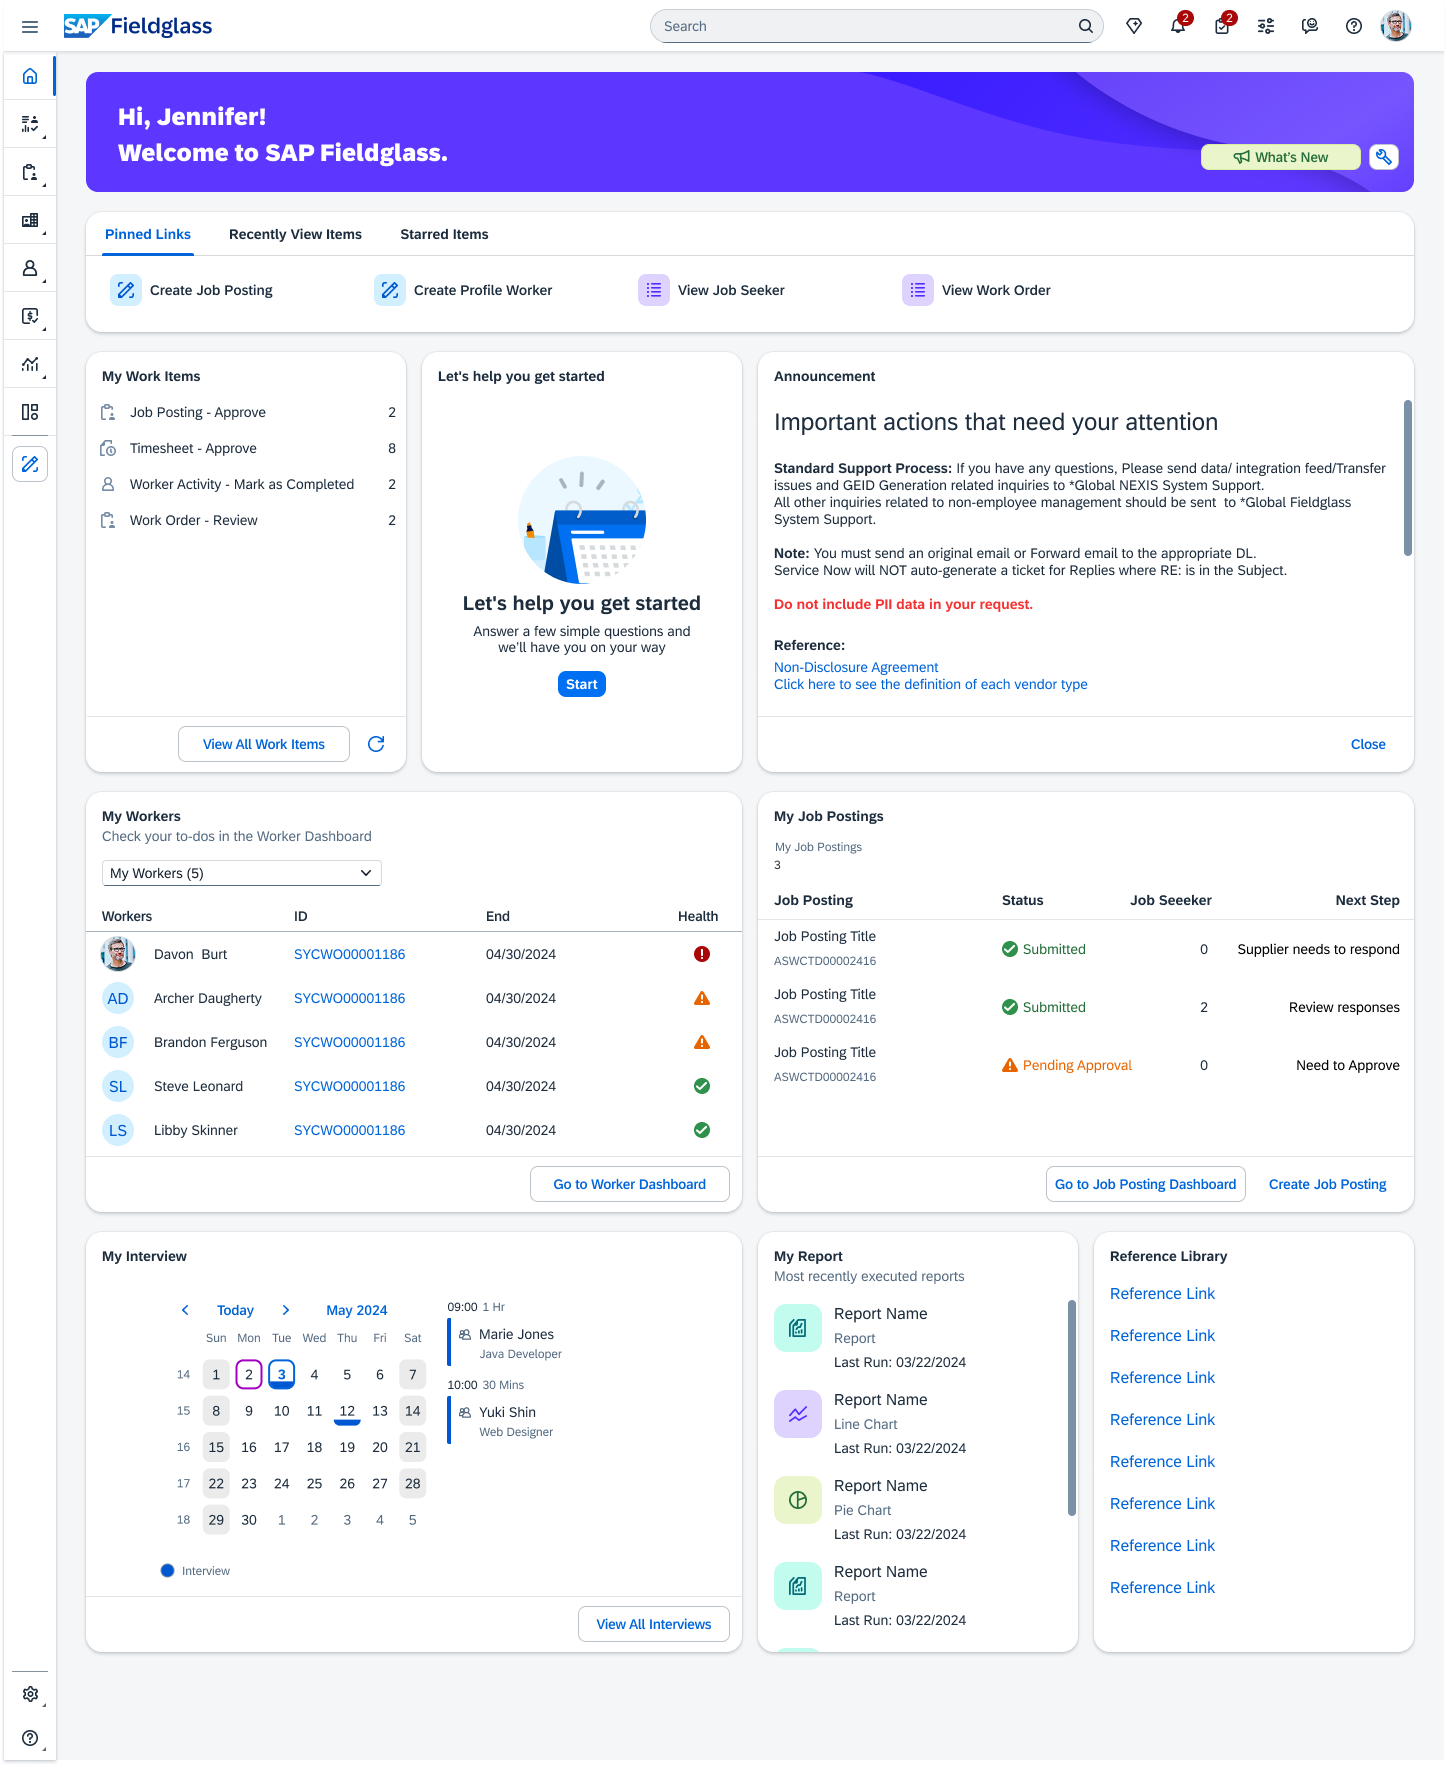 SAP Fieldglass
Search
2
2
Hi, Jennifer!
Welcome to SAP Fieldglass.
What's New
Pinned Links
Recently View Items
Starred Items
Create Job Posting
Create Profile Worker
View Job Seeker
View Work Order
My Work Items
Job Posting - Approve 2
Timesheet - Approve 8
Worker Activity - Mark as Completed 2
Work Order - Review 2
View All Work Items
Let's help you get started
Let's help you get started
Answer a few simple questions and
we'll have you on your way
Start
Announcement
Important actions that need your attention
Standard Support Process: If you have any questions, Please send data/ integration feed/Transfer
issues and GEID Generation related inquiries to *Global NEXIS System Support.
All other inquiries related to non-employee management should be sent  to *Global Fieldglass
System Support.
Note: You must send an original email or Forward email to the appropriate DL.
Service Now will NOT auto-generate a ticket for Replies where RE: is in the Subject.
Do not include PII data in your request.
Reference:
Non-Disclosure Agreement
Click here to see the definition of each vendor type
Close
My Workers
Check your to-dos in the Worker Dashboard
My Workers (5)
Workers ID End Health
Davon  Burt SYCWO00001186 04/30/2024
AD Archer Daugherty SYCWO00001186 04/30/2024
BF Brandon Ferguson SYCWO00001186 04/30/2024
SL Steve Leonard SYCWO00001186 04/30/2024
LS Libby Skinner SYCWO00001186 04/30/2024
Go to Worker Dashboard
My Job Postings
My Job Postings
3
Job Posting Status Job Seeeker Next Step
Job Posting Title
ASWCTD00002416
Submitted 0 Supplier needs to respond
Job Posting Title
ASWCTD00002416
Submitted 2 Review responses
Job Posting Title
ASWCTD00002416
Pending Approval 0 Need to Approve
Go to Job Posting Dashboard
Create Job Posting
My Interview
Today May 2024
Sun Mon Tue Wed Thu Fri Sat
14 1 2 3 4 5 6 7
15 8 9 10 11 12 13 14
16 15 16 17 18 19 20 21
17 22 23 24 25 26 27 28
18 29 30 1 2 3 4 5
Interview
09:00 1 Hr
Marie Jones
Java Developer
10:00 30 Mins
Yuki Shin
Web Designer
View All Interviews
My Report
Most recently executed reports
Report Name
Report
Last Run: 03/22/2024
Report Name
Line Chart
Last Run: 03/22/2024
Report Name
Pie Chart
Last Run: 03/22/2024
Report Name
Report
Last Run: 03/22/2024
Reference Library
Reference Link
Reference Link
Reference Link
Reference Link
Reference Link
Reference Link
Reference Link
Reference Link